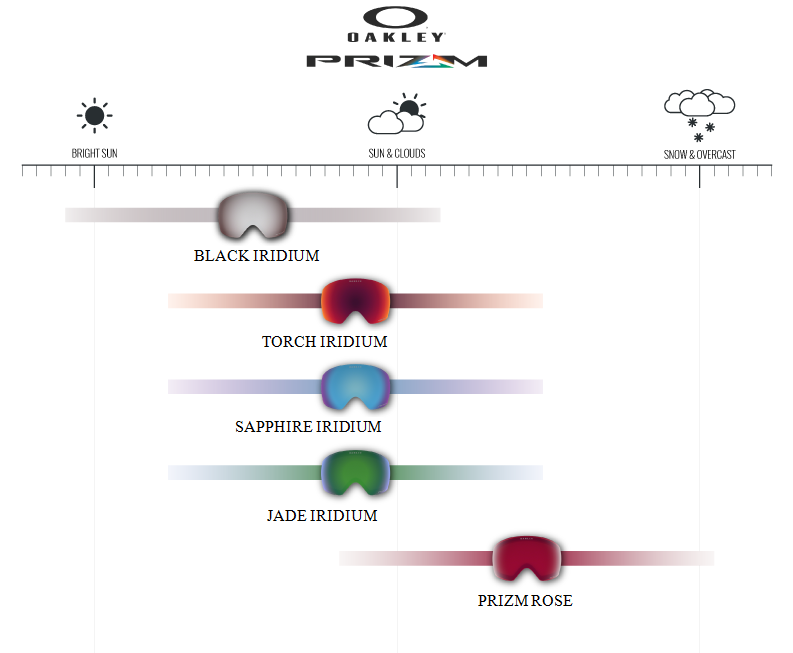 OAKLEY
PRIZM
BRIGHT SUN
SUN & CLOUDS
SNOW & OVERCAST
BLACK IRIDIUM
TORCH IRIDIUM
SAPPHIRE IRIDIUM
JADE IRIDIUM
PRIZM ROSE